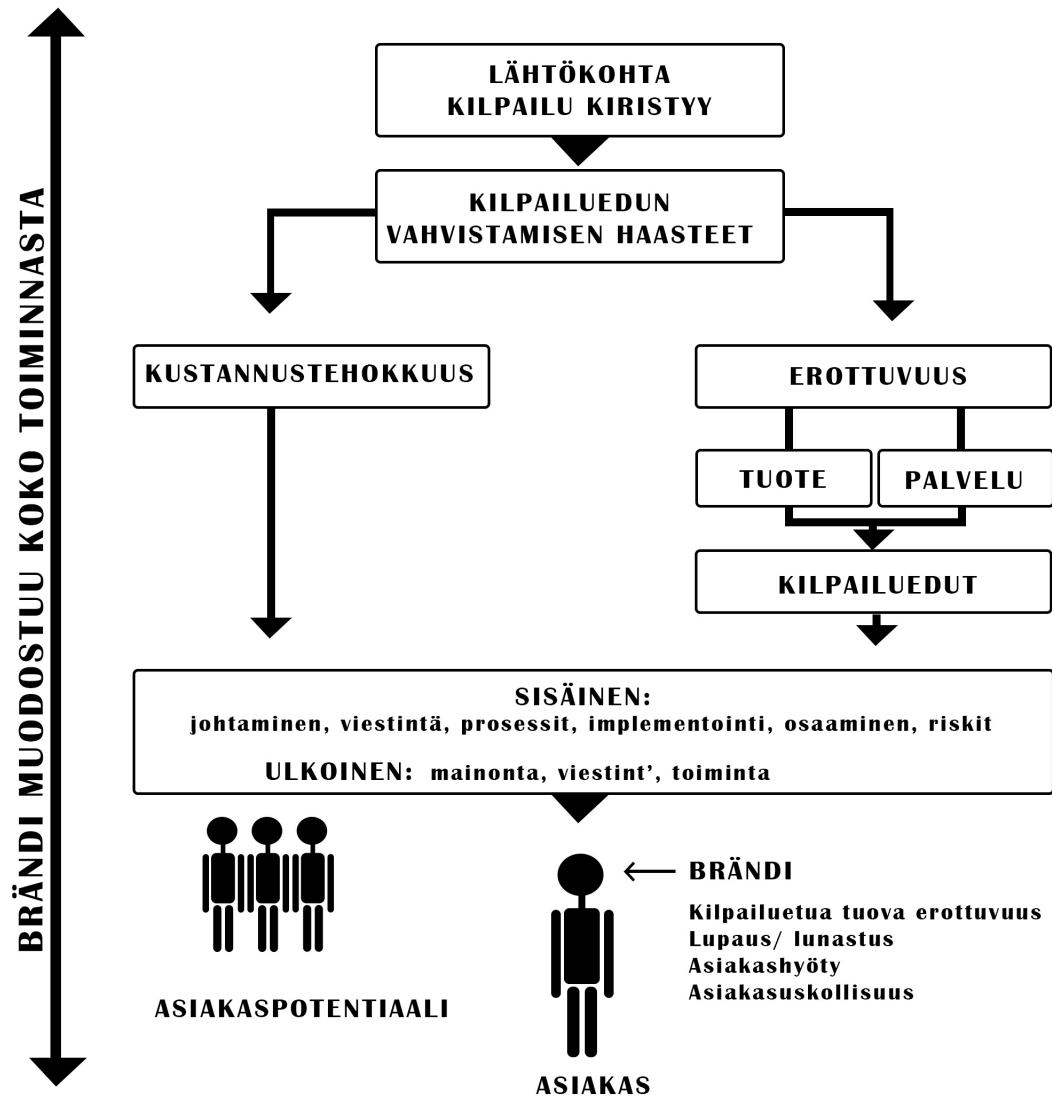 BRÄNDI MUODOSTUU KOKO TOIMINNASTA
LÄHTÖKOHTA
KILPAILU KIRISTYY
KILPAILUEDUN
VAHVISTAMISEN HAASTEET
KUSTANNUSTEHOKKUUS
EROTTUVUUS
TUOTE
PALVELU
KILPAILUEDUT
SISÄINEN:
johtaminen, viestintä, prosessit, implementointi, osaaminen, riskit
ULKOINEN: mainonta, viestint’, toiminta
BRÄNDI
Kilpailuetua tuova erottuvuus
Lupaus/ lunastus
Asiakashyöty
Asiakasuskollisuus
ASIAKASPOTENTIAALI
ASIAKAS